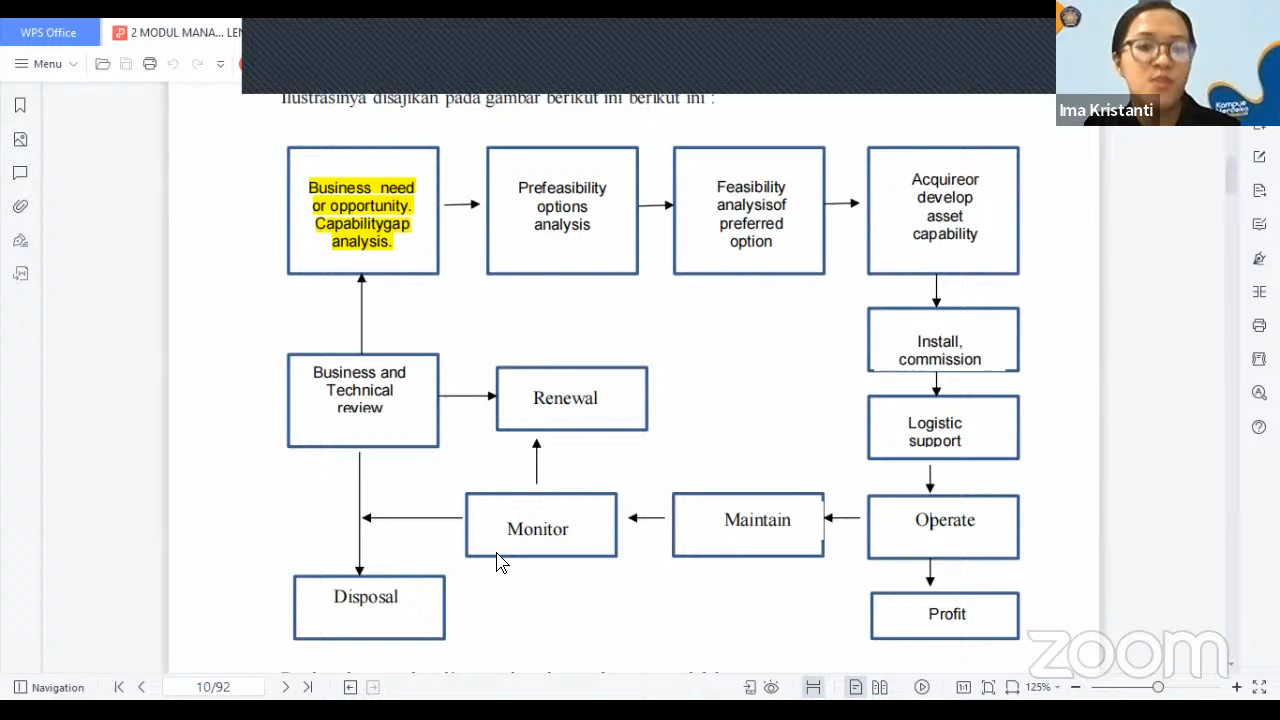 WPS Office
2 MODUL MANA... LEN
Menu
Ima Kristanti
Ilustrasinya disajikan pada gambar berikut ini berikut ini :
Business need
or opportunity.
Capabilitygap
analysis.
Prefeasibility
options
analysis
Feasibility
analysisof
preferred
option
Acquireor
develop
asset
capability
Install,
commission
Business and
Technical
review
Renewal
Logistic
support
Monitor
Maintain
Operate
Disposal
Profit
zoom
Navigation
10/92
125%